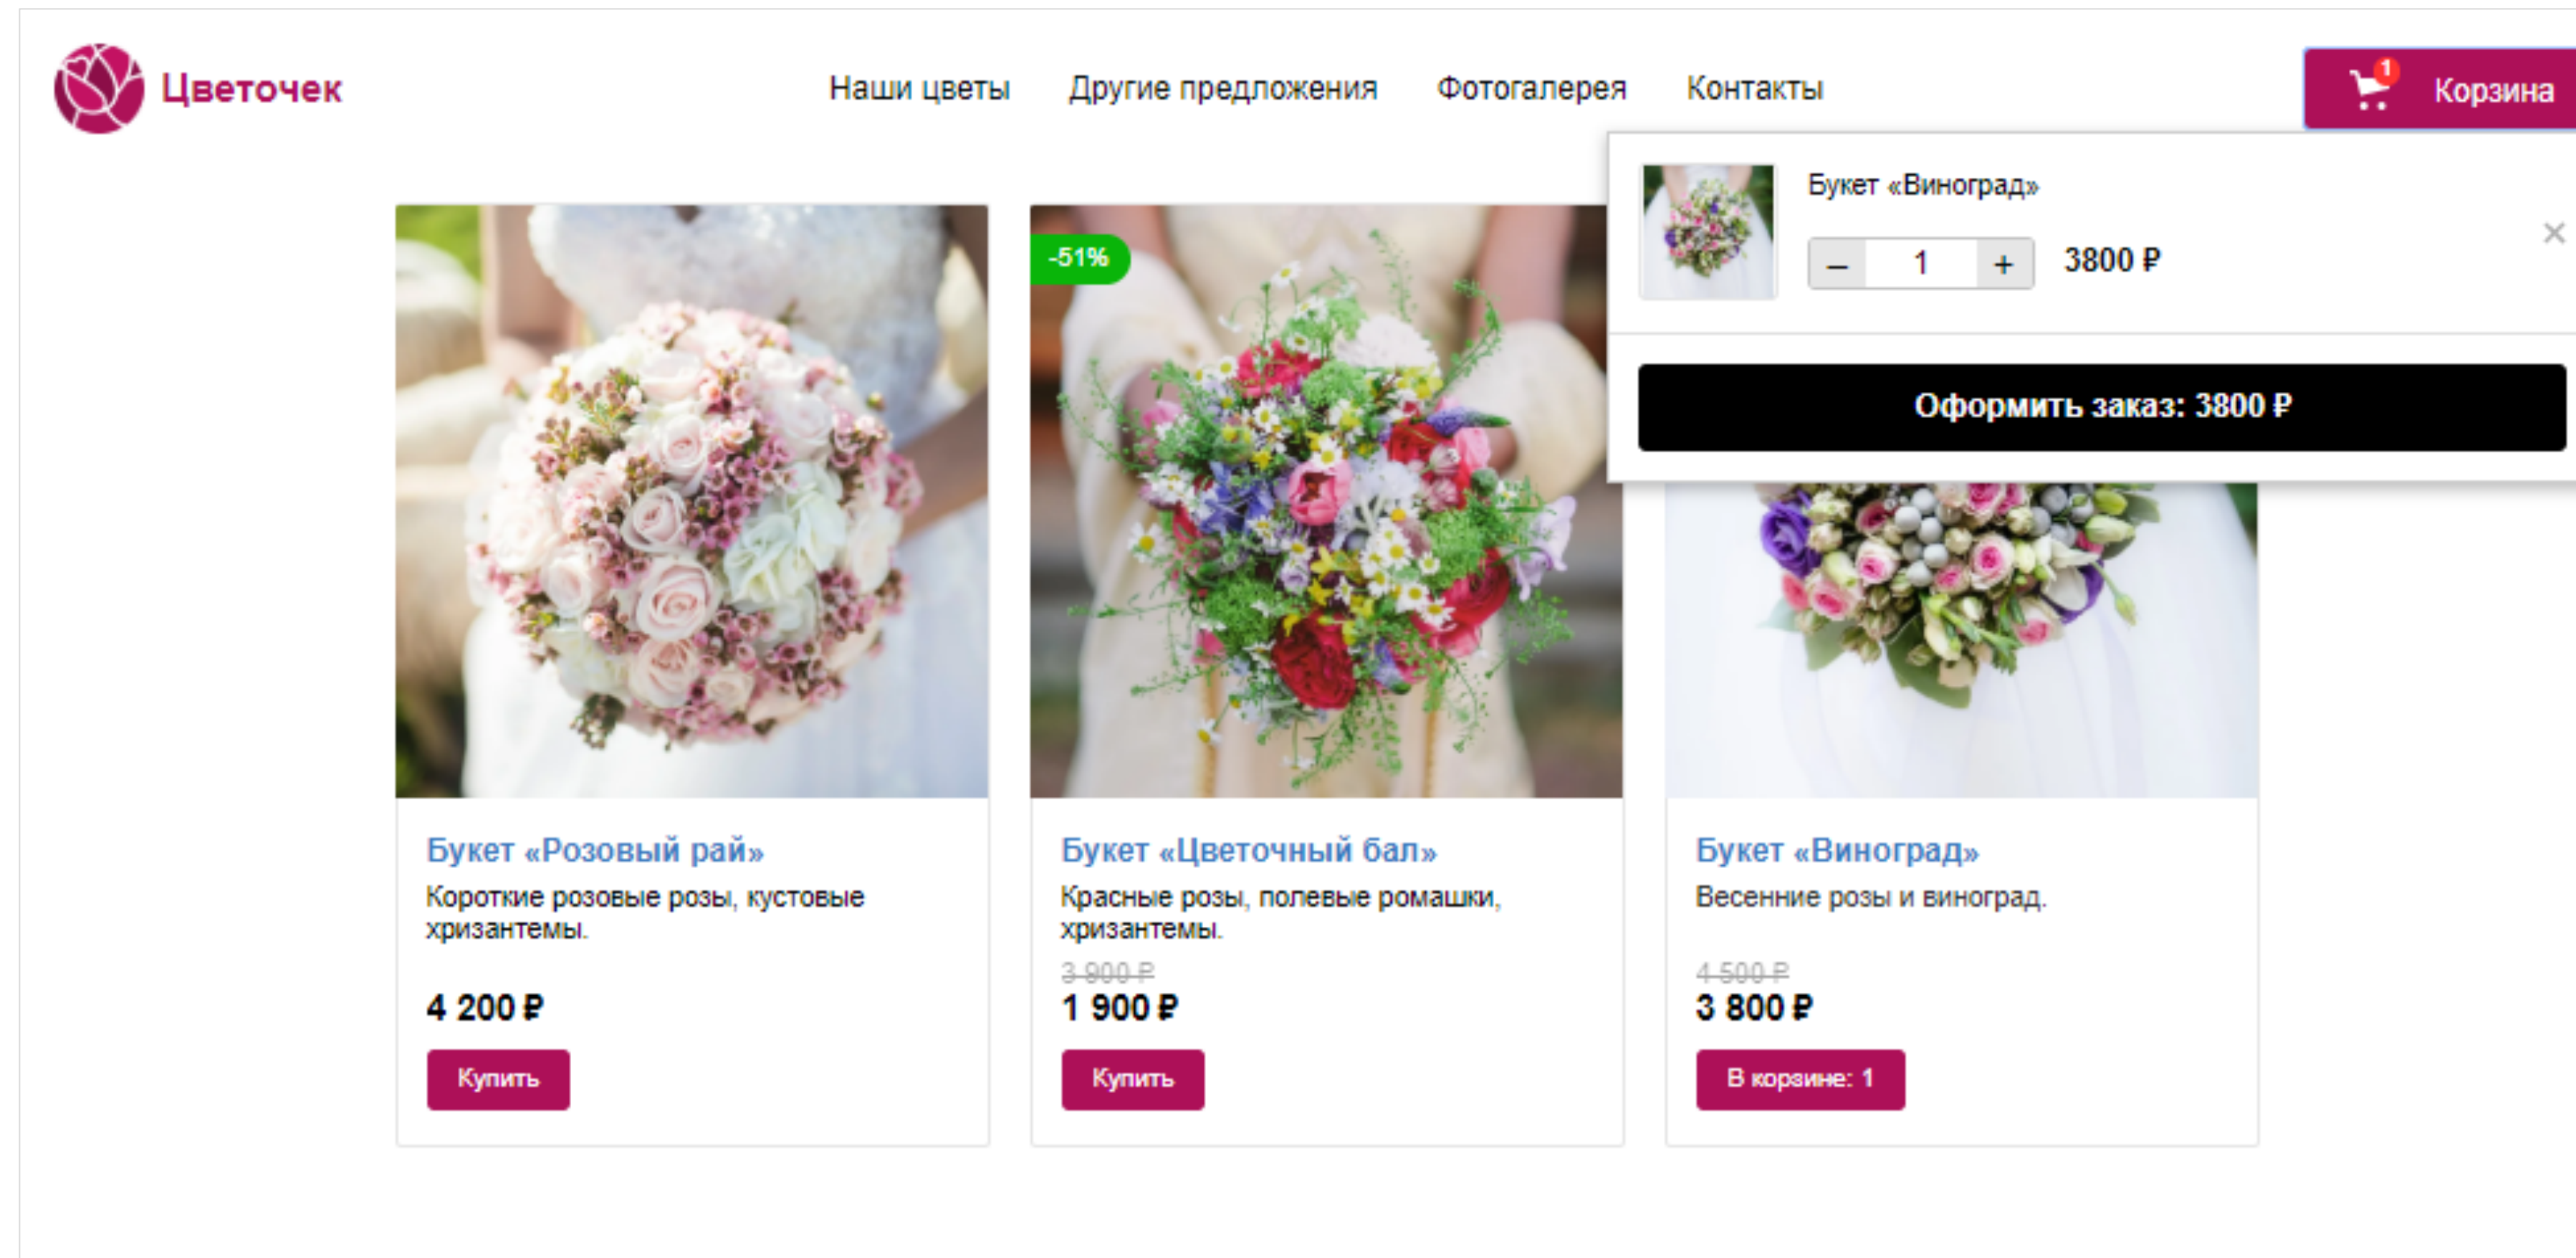 Цветочек
Наши цветы
Другие предложения
Фотогалерея
Контакты
1
Корзина
Букет «Виноград»
×
– 1 + 3800 ₽
Оформить заказ: 3800 ₽
-51%
Букет «Розовый рай»
Короткие розовые розы, кустовые
хризантемы.
4 200 ₽
Купить
Букет «Цветочный бал»
Красные розы, полевые ромашки,
хризантемы.
3 900 ₽
1 900 ₽
Купить
Букет «Виноград»
Весенние розы и виноград.
4 500 ₽
3 800 ₽
В корзине: 1